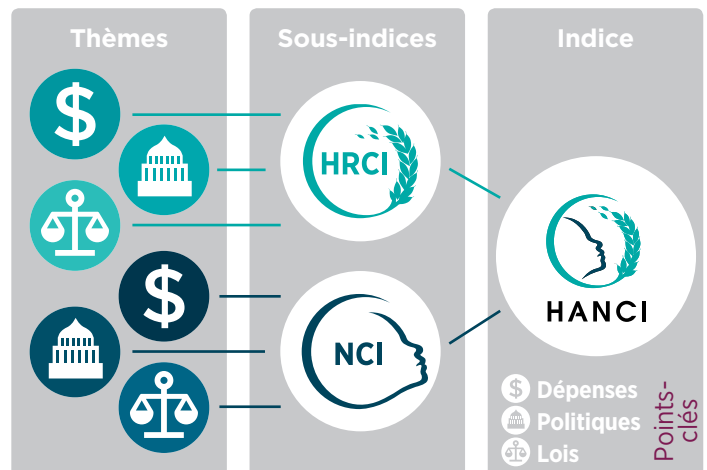 Thèmes
Sous-indices
Indice
$
HRCI
$
NCI
HANCI
$ Dépenses
Politiques
Lois
Points-
clés